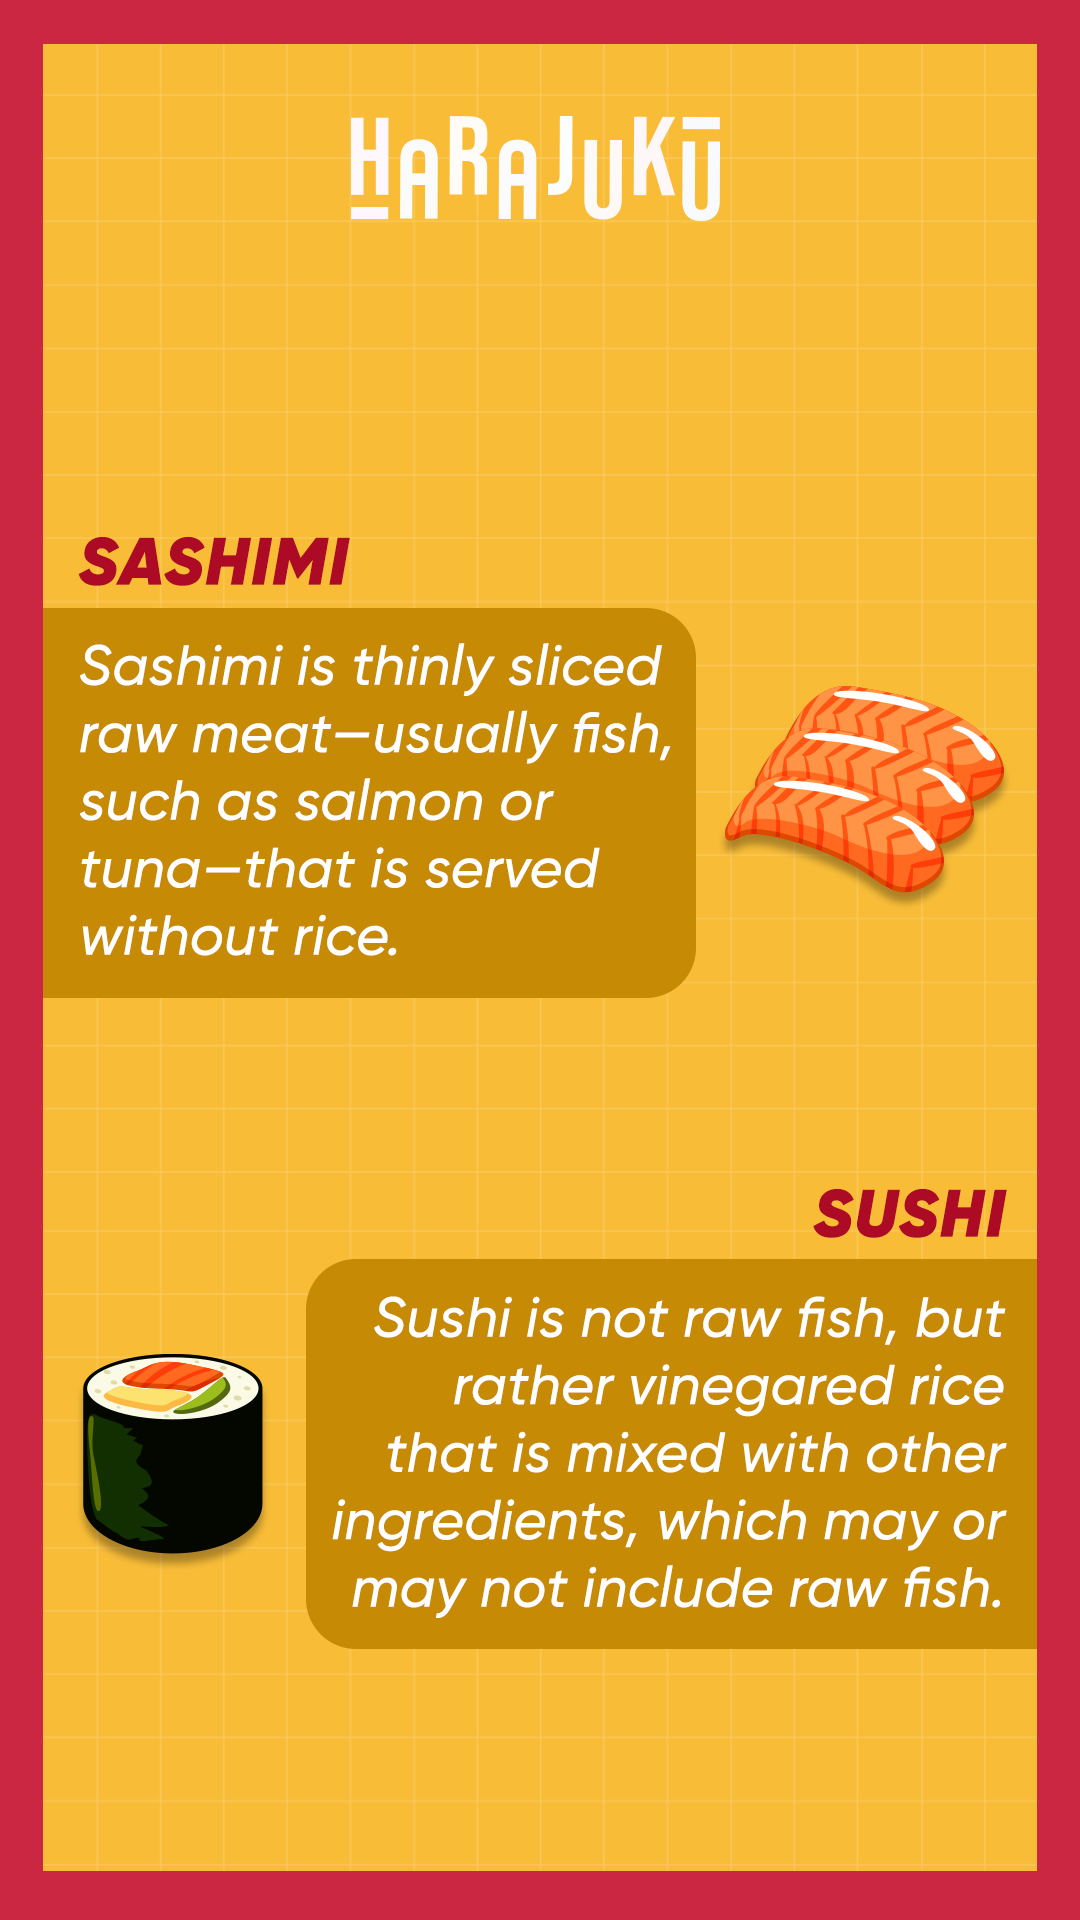 HARAJUKU
SASHIMI
Sashimi is thinly sliced
raw meat—usually fish,
such as salmon or
tuna—that is served
without rice.
SUSHI
Sushi is not raw fish, but
rather vinegared rice
that is mixed with other
ingredients, which may or
may not include raw fish.